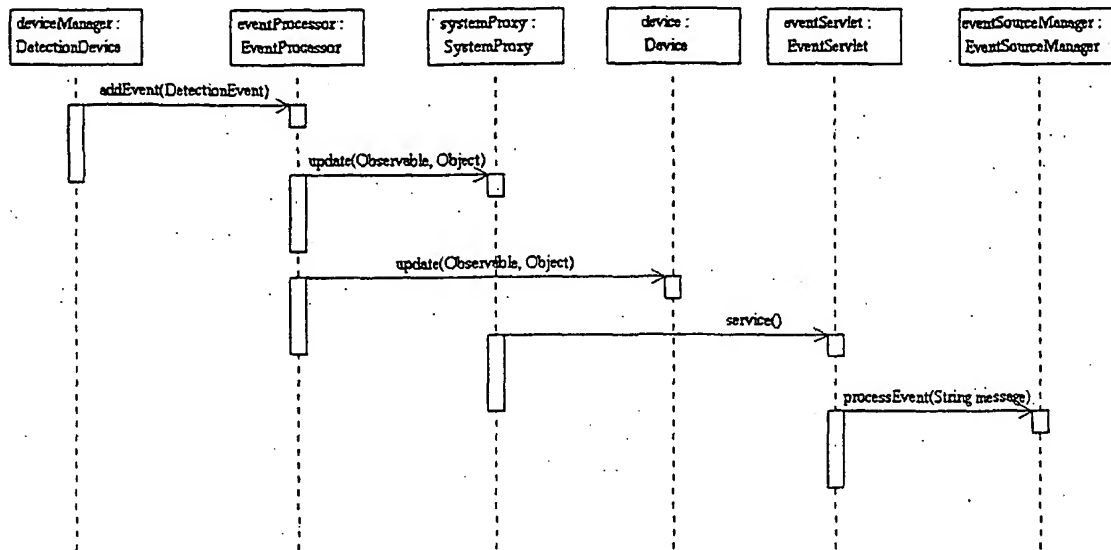 deviceManager :
DetectionDevice
eventProcessor :
EventProcessor
systemProxy :
SystemProxy
device :
Device
eventServlet :
EventServlet
eventSourceManager :
EventSourceManager
addEvent(DetectionEvent)
update(Observable, Object)
update(Observable, Object)
service()
processEvent(String message)